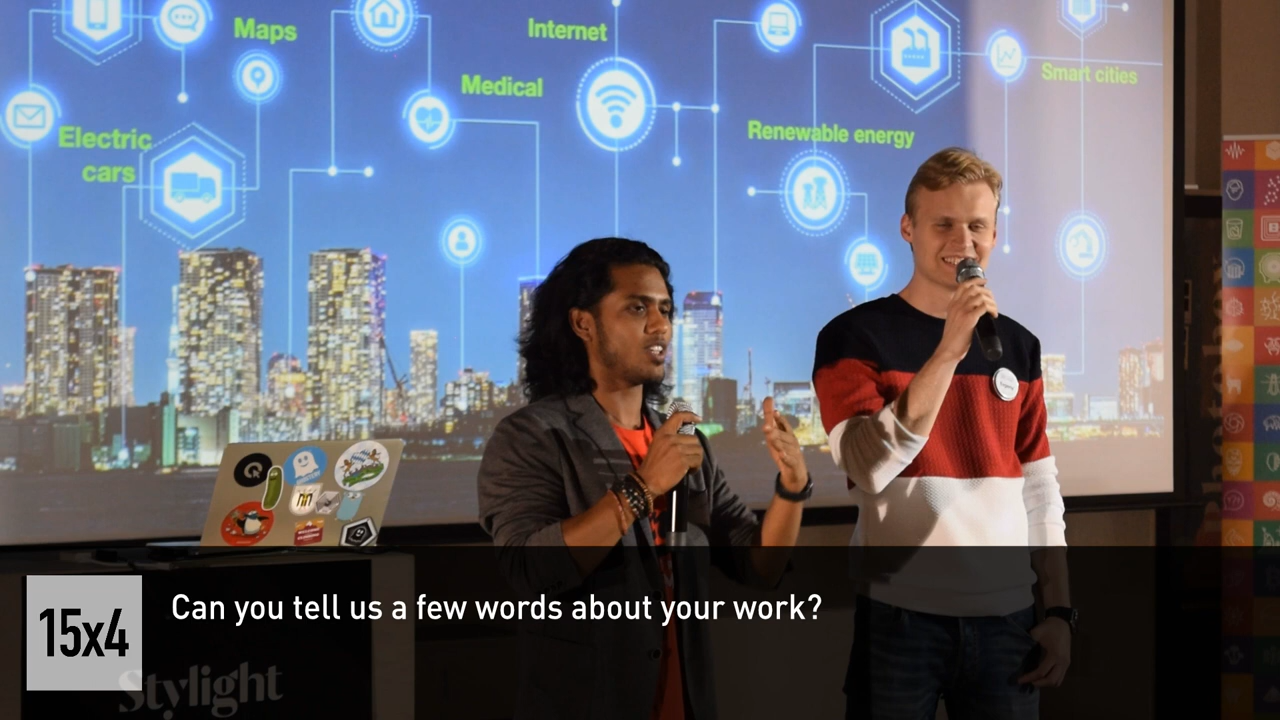 Maps
Internet
Medical
Smart cities
Electric
cars
Renewable energy
15x4
Can you tell us a few words about your work?
Stylight